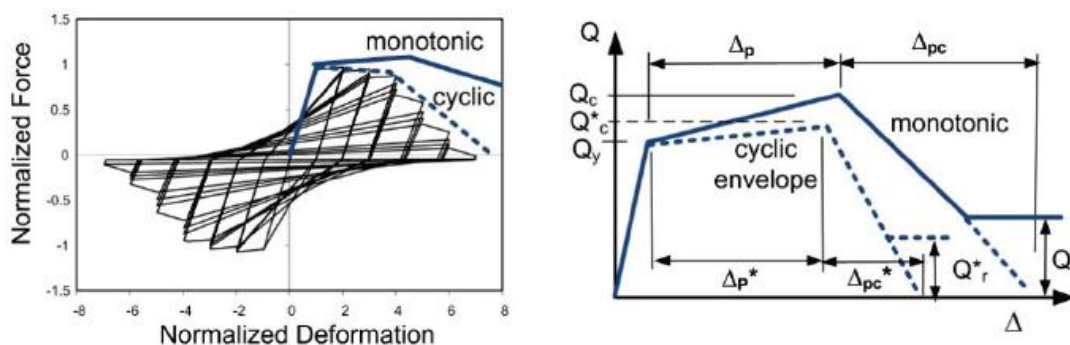 1.5
1
0.5
0
-0.5
-1
-1.5
Normalized Force
-8 -6 -4 -2 0 2 4 6 8
Normalized Deformation
monotonic
cyclic
Q
Δp
Δpc
Qc
Q*c
Qy
monotonic
cyclic
envelope
Δp*
Δpc*
Q*r
Q
Δ